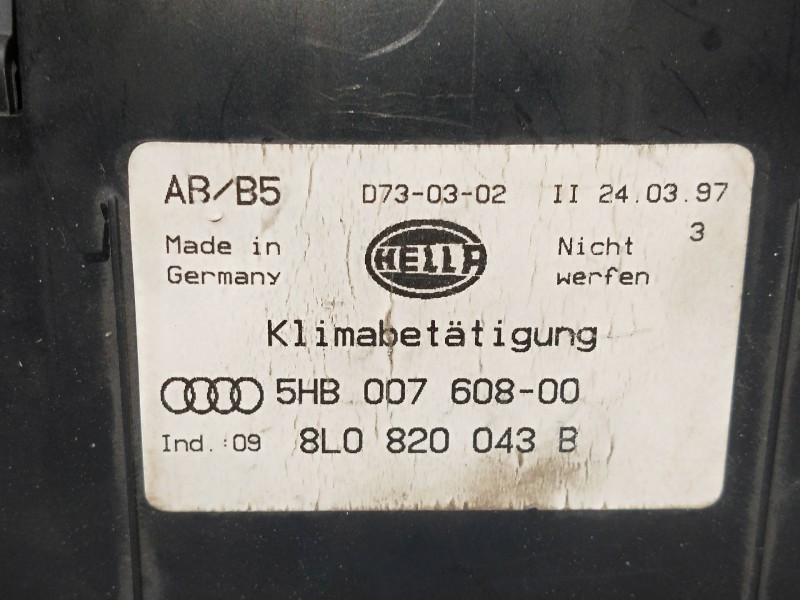 AB/B5 D73-03-02 II 24.03.97
3
Made in Germany
HELLA
Nicht werfen
Klimabetätigung
5HB 007 608-00
Ind.:09 8L0 820 043 B